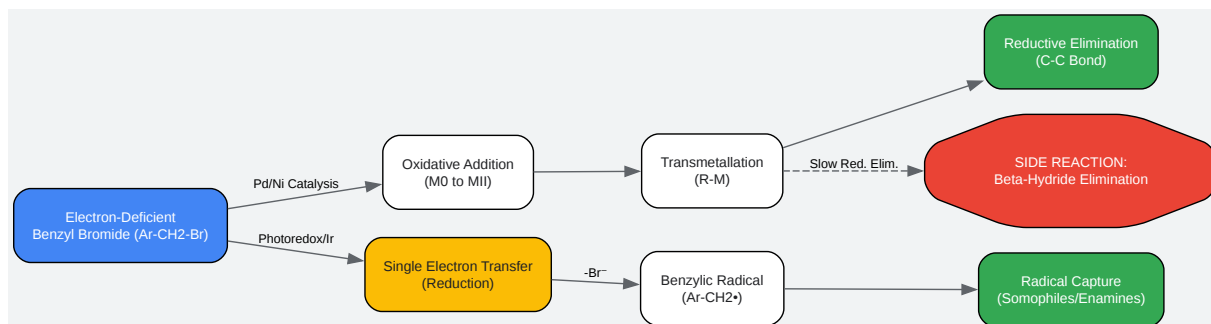 Reductive Elimination
(C-C Bond)
Oxidative Addition
(M0 to MII)
Transmetallation
(R-M)
Slow Red. Elim.
SIDE REACTION:
Beta-Hydride Elimination
Pd/Ni Catalysis
Electron-Deficient
Benzyl Bromide (Ar-CH2-Br)
Photoredox/Ir
Single Electron Transfer
(Reduction)
-Br⁻
Benzylic Radical
(Ar-CH2•)
Radical Capture
(Somophiles/Enamines)